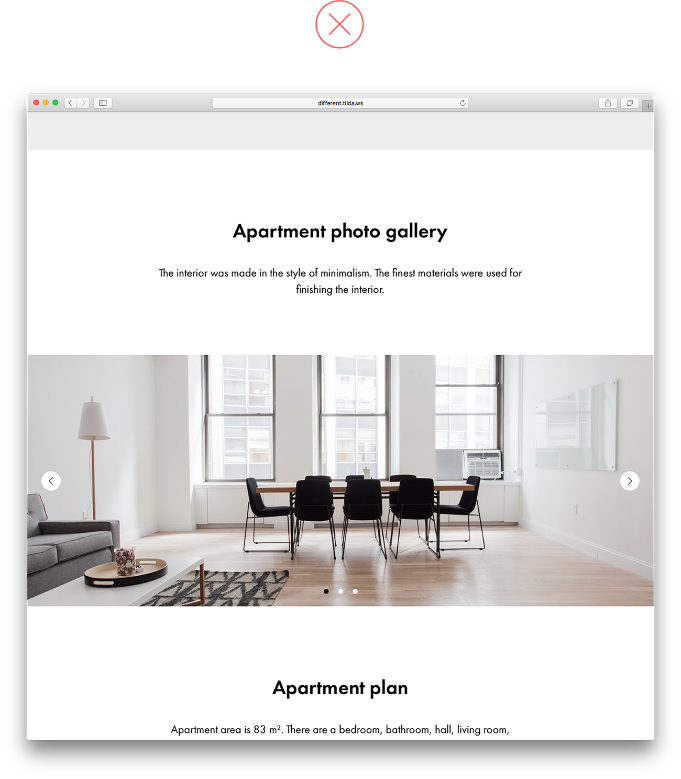 different.tilda.ws
Apartment photo gallery
The interior was made in the style of minimalism. The finest materials were used for
finishing the interior.
Apartment plan
Apartment area is 83 m². There are a bedroom, bathroom, hall, living room,